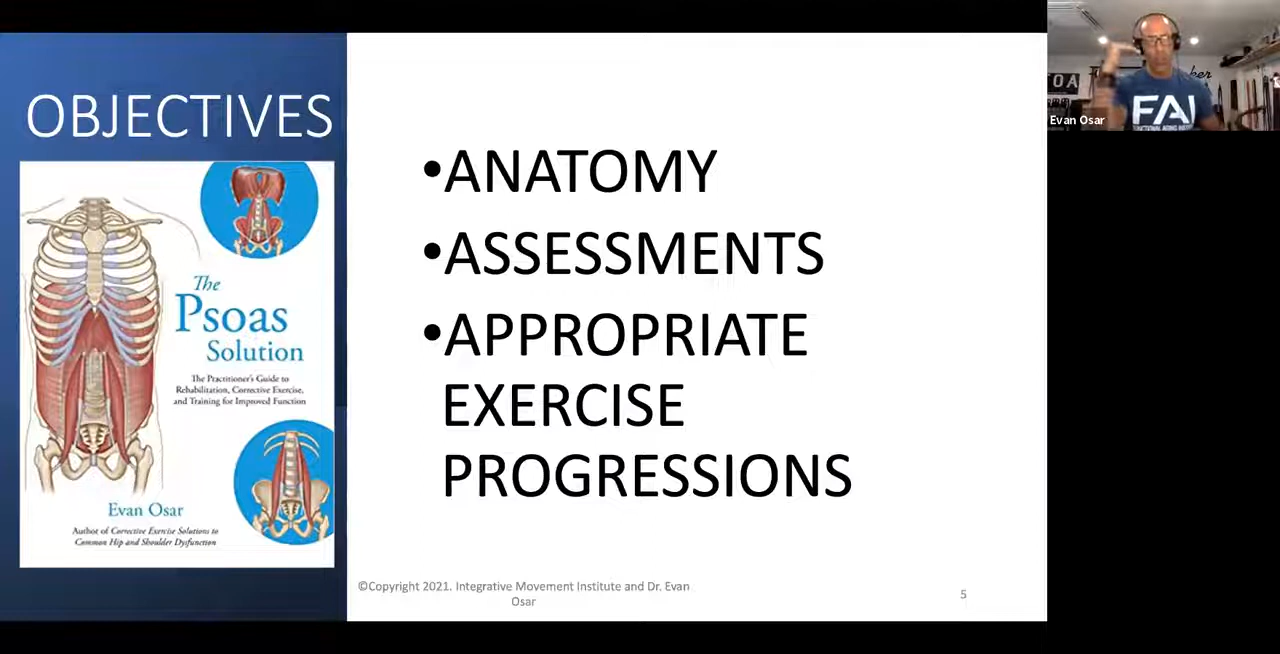 OBJECTIVES
The
Psoas
Solution
The Practitioner's Guide to
Rehabilitation, Corrective Exercise,
and Training for Improved Function
Evan Osar
Author of Corrective Exercise Solutions to
Common Hip and Shoulder Dysfunction
•ANATOMY
•ASSESSMENTS
•APPROPRIATE
EXERCISE
PROGRESSIONS
©Copyright 2021. Integrative Movement Institute and Dr. Evan
Osar
5
FAI
Evan Osar